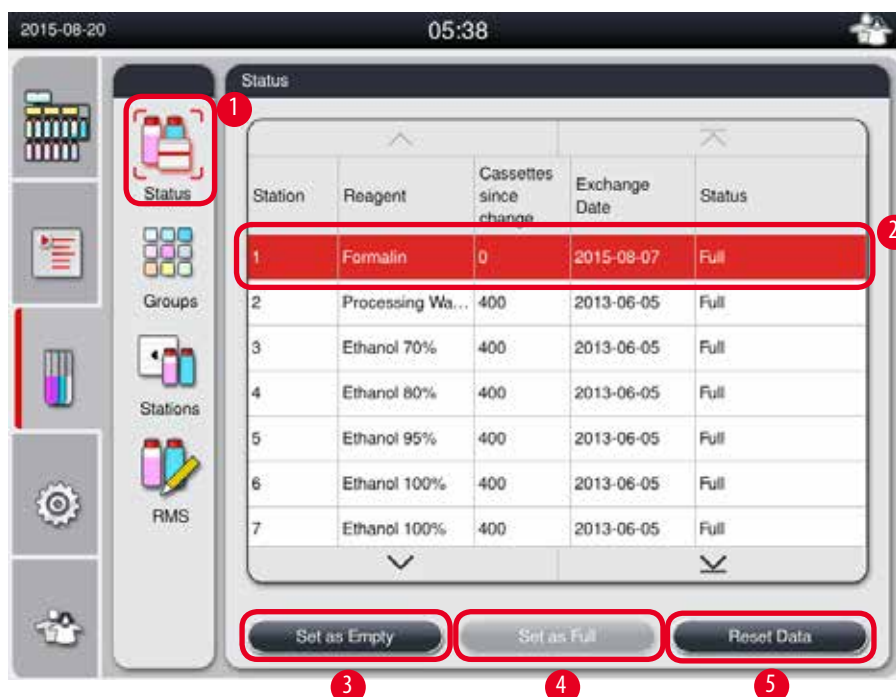 2015-08-20 05:38
Status
1
Status
Groups
Stations
RMS
Station Reagent Cassettes since change Exchange Date Status
2
1 Formalin 0 2015-08-07 Full
2 Processing Wa... 400 2013-06-05 Full
3 Ethanol 70% 400 2013-06-05 Full
4 Ethanol 80% 400 2013-06-05 Full
5 Ethanol 95% 400 2013-06-05 Full
6 Ethanol 100% 400 2013-06-05 Full
7 Ethanol 100% 400 2013-06-05 Full
Set as Empty Set as Full Reset Data
3 4 5